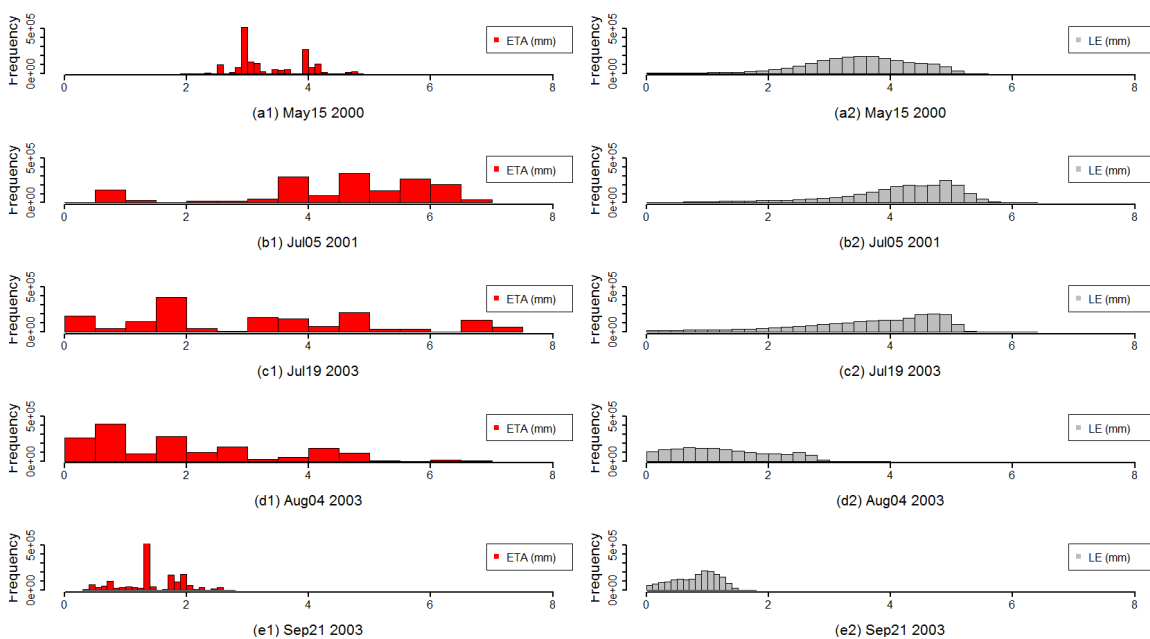 Frequency
0e+00 5e+05
ETA (mm)
0 2 4 6 8
(a1) May15 2000
Frequency
0e+00 5e+05
LE (mm)
0 2 4 6 8
(a2) May15 2000
Frequency
0e+00 5e+05
ETA (mm)
0 2 4 6 8
(b1) Jul05 2001
Frequency
0e+00 5e+05
LE (mm)
0 2 4 6 8
(b2) Jul05 2001
Frequency
0e+00 5e+05
ETA (mm)
0 2 4 6 8
(c1) Jul19 2003
Frequency
0e+00 5e+05
LE (mm)
0 2 4 6 8
(c2) Jul19 2003
Frequency
0e+00 5e+05
ETA (mm)
0 2 4 6 8
(d1) Aug04 2003
Frequency
0e+00 5e+05
LE (mm)
0 2 4 6 8
(d2) Aug04 2003
Frequency
0e+00 5e+05
ETA (mm)
0 2 4 6 8
(e1) Sep21 2003
Frequency
0e+00 5e+05
LE (mm)
0 2 4 6 8
(e2) Sep21 2003